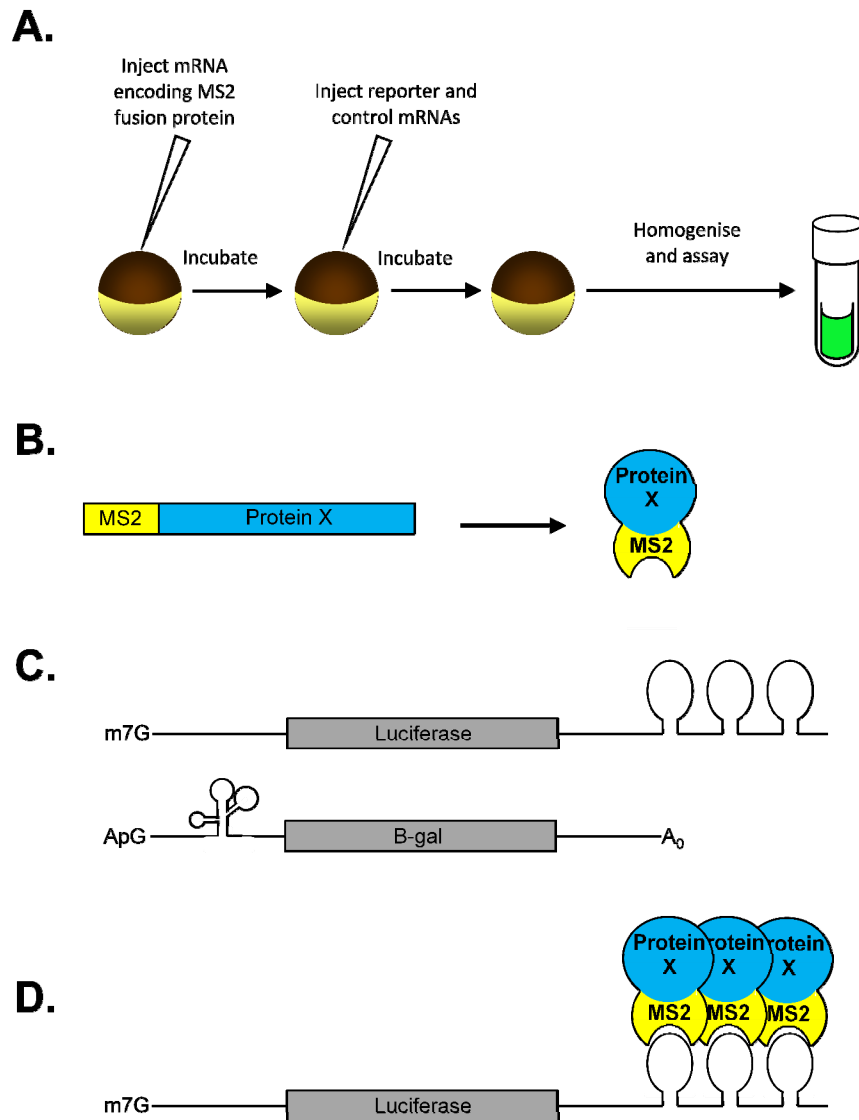 A.
Inject mRNA
encoding MS2
fusion protein
Inject reporter and
control mRNAs
Incubate
Incubate
Homogenise
and assay
B.
MS2 Protein X
Protein
X
MS2
C.
m7G Luciferase
ApG B-gal A₀
D.
Protein rotein rotein
X X X
MS2 MS2 MS2
m7G Luciferase